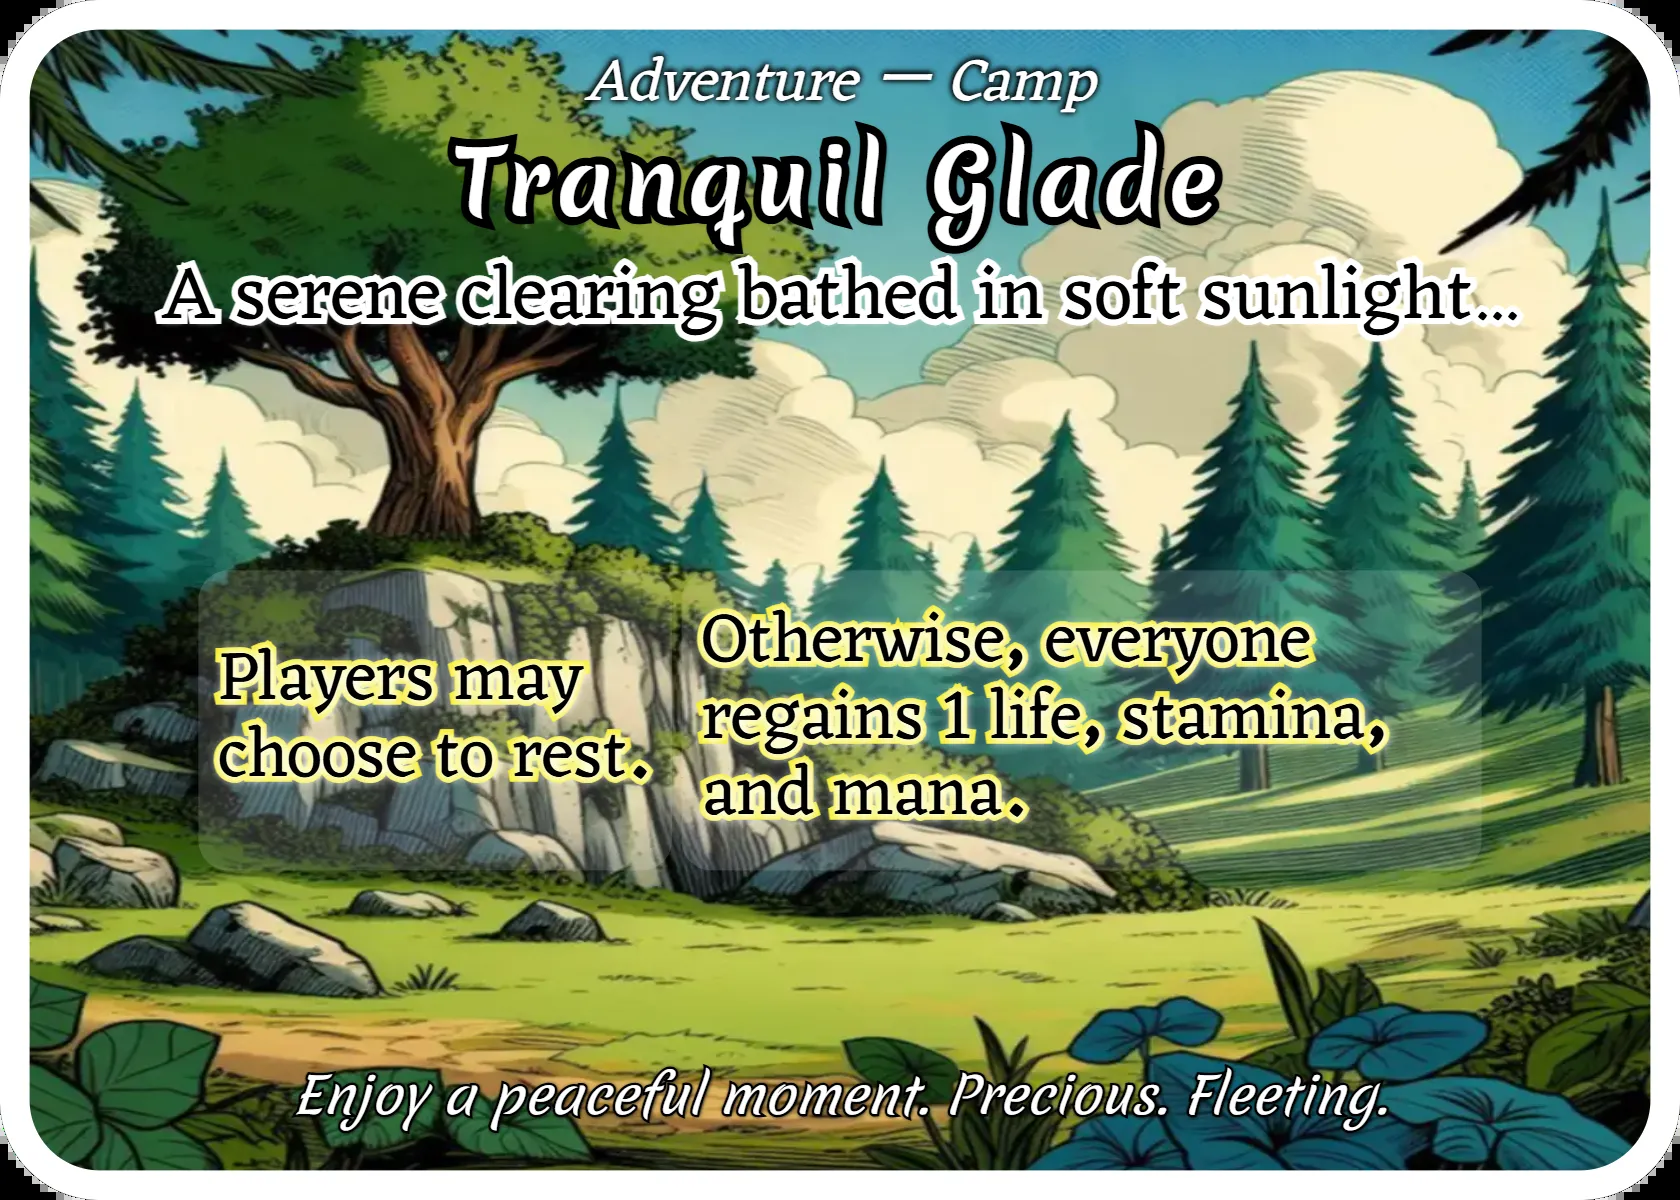 Adventure — Camp
Tranquil Glade
A serene clearing bathed in soft sunlight...
Players may
choose to rest.
Otherwise, everyone
regains 1 life, stamina,
and mana.
Enjoy a peaceful moment. Precious. Fleeting.